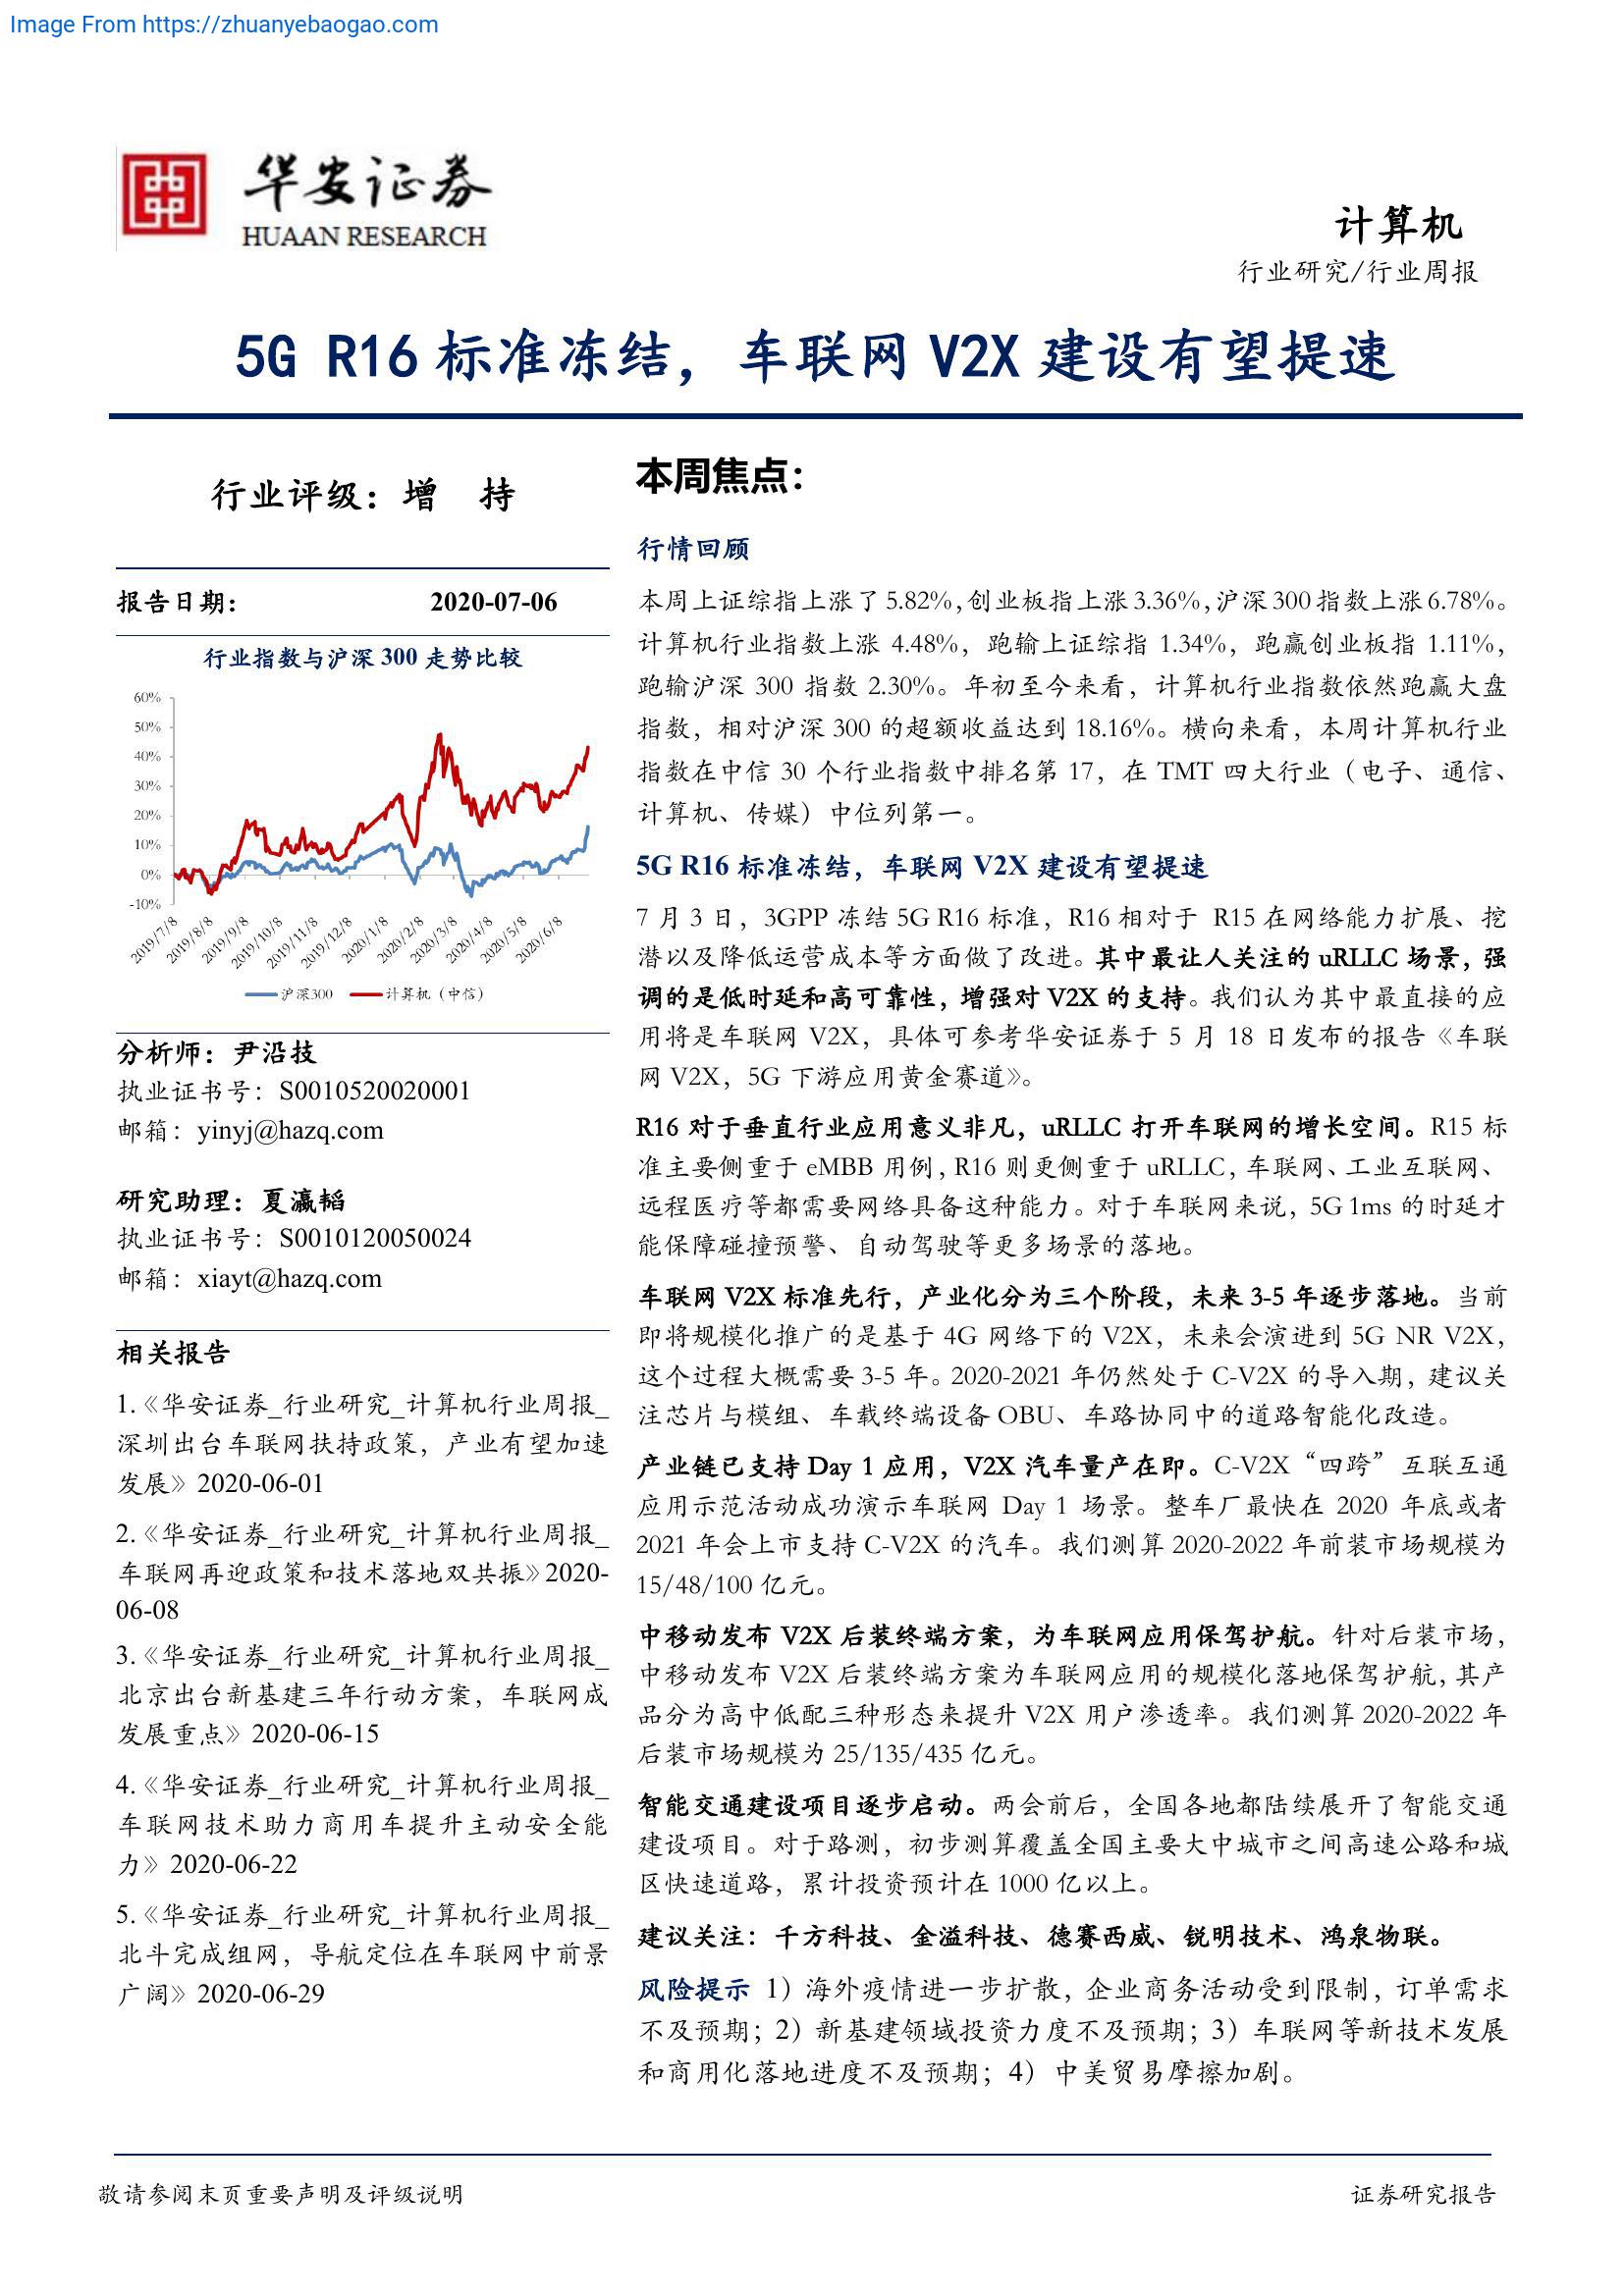 Image From https://zhuanyebaogao.com
华安证券
HUAAN RESEARCH
计算机
行业研究/行业周报
5G R16 标准冻结，车联网 V2X 建设有望提速
行业评级：增 持
报告日期： 2020-07-06
行业指数与沪深 300 走势比较
60%
50%
40%
30%
20%
10%
0%
-10%
2019/7/8
2019/8/8
2019/9/8
2019/10/8
2019/11/8
2019/12/8
2020/1/8
2020/2/8
2020/3/8
2020/4/8
2020/5/8
2020/6/8
沪深300 计算机（中信）
分析师：尹沿技
执业证书号：S0010520020001
邮箱：yinyj@hazq.com
研究助理：夏瀛韬
执业证书号：S0010120050024
邮箱：xiayt@hazq.com
相关报告
1.《华安证券_行业研究_计算机行业周报_
深圳出台车联网扶持政策，产业有望加速
发展》2020-06-01
2.《华安证券_行业研究_计算机行业周报_
车联网再迎政策和技术落地双共振》2020-
06-08
3.《华安证券_行业研究_计算机行业周报_
北京出台新基建三年行动方案，车联网成
发展重点》2020-06-15
4.《华安证券_行业研究_计算机行业周报_
车联网技术助力商用车提升主动安全能
力》2020-06-22
5.《华安证券_行业研究_计算机行业周报_
北斗完成组网，导航定位在车联网中前景
广阔》2020-06-29
本周焦点：
行情回顾
本周上证综指上涨了 5.82%，创业板指上涨 3.36%，沪深 300 指数上涨 6.78%。
计算机行业指数上涨 4.48%，跑输上证综指 1.34%，跑赢创业板指 1.11%，
跑输沪深 300 指数 2.30%。年初至今来看，计算机行业指数依然跑赢大盘
指数，相对沪深 300 的超额收益达到 18.16%。横向来看，本周计算机行业
指数在中信 30 个行业指数中排名第 17，在 TMT 四大行业（电子、通信、
计算机、传媒）中位列第一。
5G R16 标准冻结，车联网 V2X 建设有望提速
7 月 3 日，3GPP 冻结 5G R16 标准，R16 相对于 R15 在网络能力扩展、挖
潜以及降低运营成本等方面做了改进。其中最让人关注的 uRLLC 场景，强
调的是低时延和高可靠性，增强对 V2X 的支持。我们认为其中最直接的应
用将是车联网 V2X，具体可参考华安证券于 5 月 18 日发布的报告《车联
网 V2X，5G 下游应用黄金赛道》。
R16 对于垂直行业应用意义非凡，uRLLC 打开车联网的增长空间。R15 标
准主要侧重于 eMBB 用例，R16 则更侧重于 uRLLC，车联网、工业互联网、
远程医疗等都需要网络具备这种能力。对于车联网来说，5G 1ms 的时延才
能保障碰撞预警、自动驾驶等更多场景的落地。
车联网 V2X 标准先行，产业化分为三个阶段，未来 3-5 年逐步落地。当前
即将规模化推广的是基于 4G 网络下的 V2X，未来会演进到 5G NR V2X，
这个过程大概需要 3-5 年。2020-2021 年仍然处于 C-V2X 的导入期，建议关
注芯片与模组、车载终端设备 OBU、车路协同中的道路智能化改造。
产业链已支持 Day 1 应用，V2X 汽车量产在即。C-V2X“四跨”互联互通
应用示范活动成功演示车联网 Day 1 场景。整车厂最快在 2020 年底或者
2021 年会上市支持 C-V2X 的汽车。我们测算 2020-2022 年前装市场规模为
15/48/100 亿元。
中移动发布 V2X 后装终端方案，为车联网应用保驾护航。针对后装市场，
中移动发布 V2X 后装终端方案为车联网应用的规模化落地保驾护航，其产
品分为高中低配三种形态来提升 V2X 用户渗透率。我们测算 2020-2022 年
后装市场规模为 25/135/435 亿元。
智能交通建设项目逐步启动。两会前后，全国各地都陆续展开了智能交通
建设项目。对于路测，初步测算覆盖全国主要大中城市之间高速公路和城
区快速道路，累计投资预计在 1000 亿以上。
建议关注：千方科技、金溢科技、德赛西威、锐明技术、鸿泉物联。
风险提示 1）海外疫情进一步扩散，企业商务活动受到限制，订单需求
不及预期；2）新基建领域投资力度不及预期；3）车联网等新技术发展
和商用化落地进度不及预期；4）中美贸易摩擦加剧。
敬请参阅末页重要声明及评级说明
证券研究报告